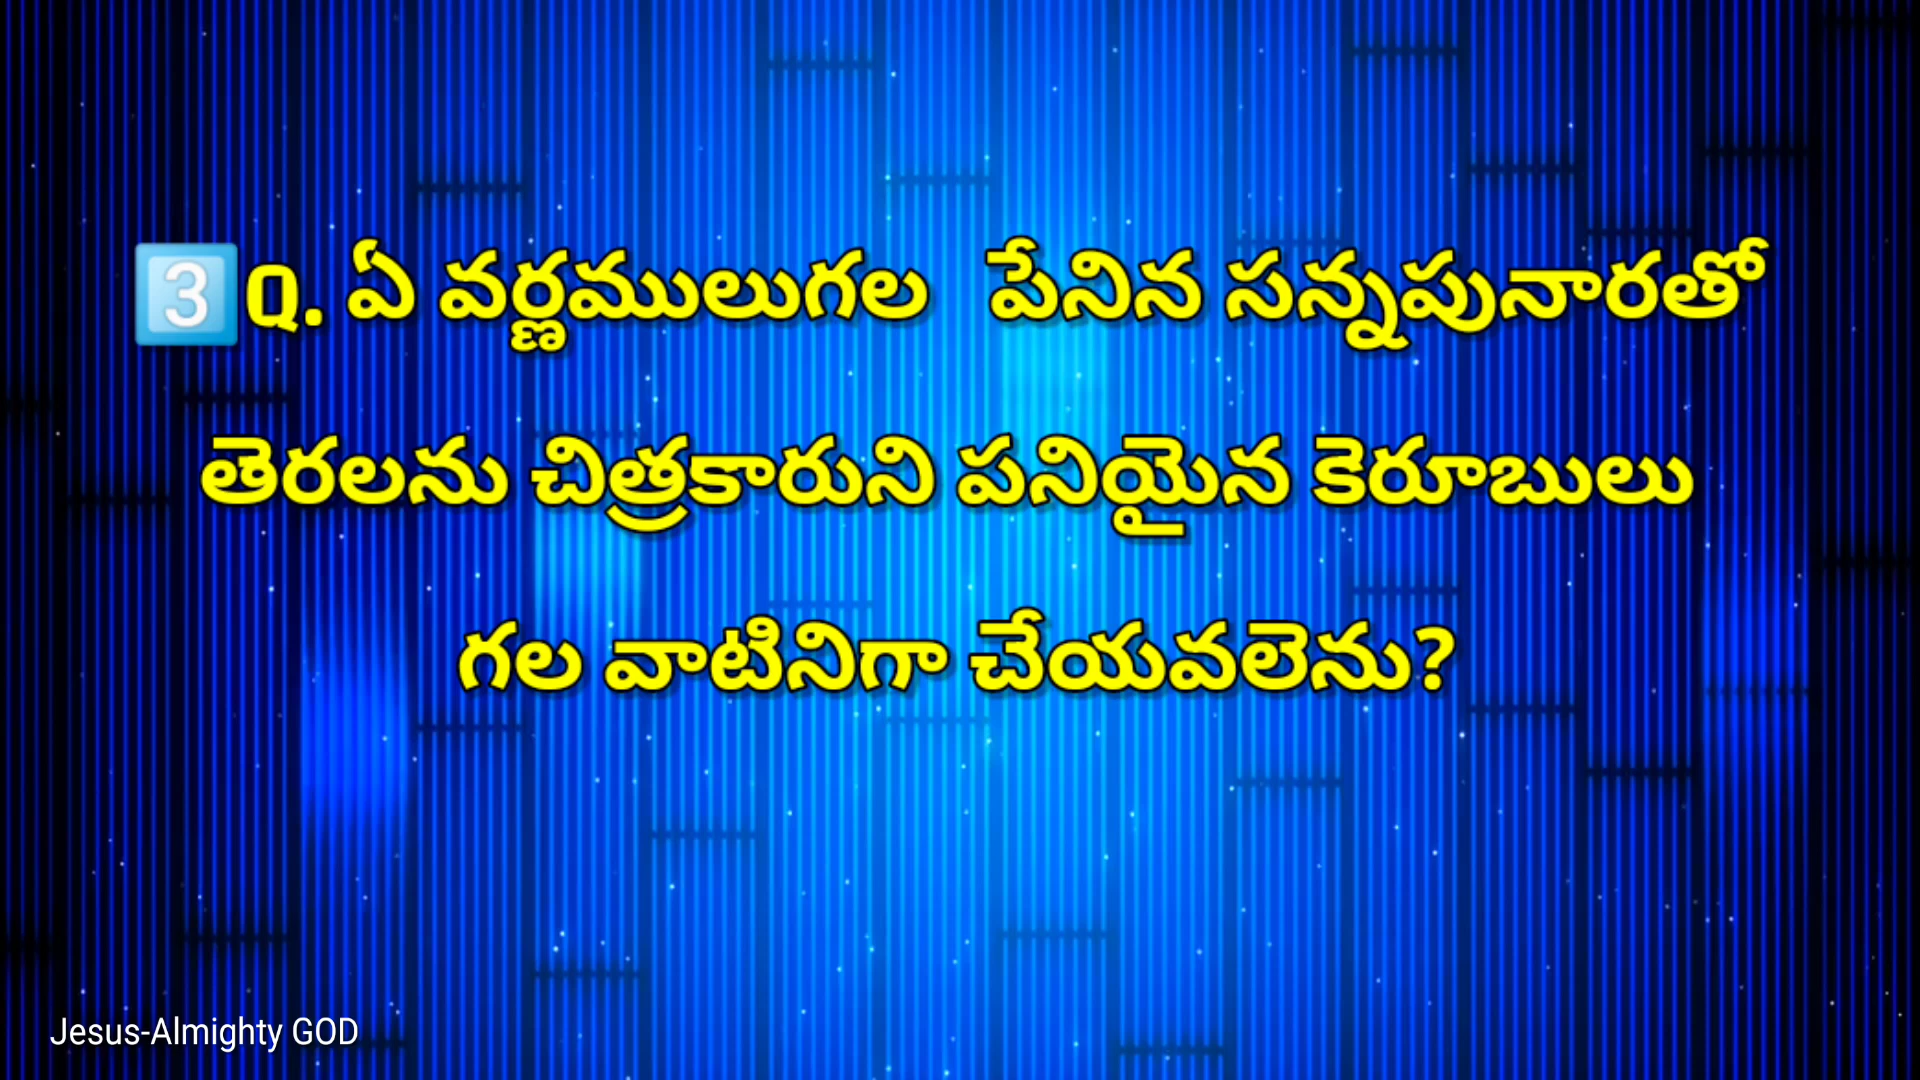 3 Q. ఏ వర్ణములుగల పేనిన సన్నపునారతో
తెరలను చిత్రకారుని పనియైన కెరూబులు
గల వాటినిగా చేయవలెను?
Jesus-Almighty GOD